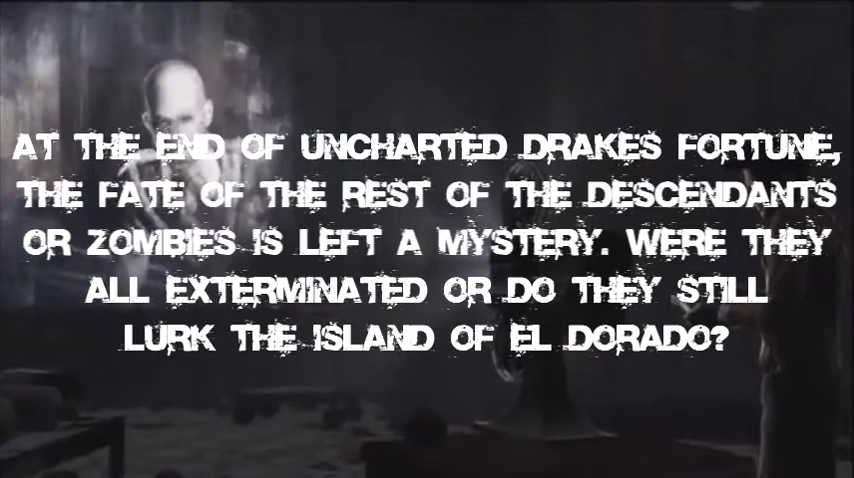 AT THE END OF UNCHARTED DRAKES FORTUNE,
THE FATE OF THE REST OF THE DESCENDANTS
OR ZOMBIES IS LEFT A MYSTERY. WERE THEY
ALL EXTERMINATED OR DO THEY STILL
LURK THE ISLAND OF EL DORADO?